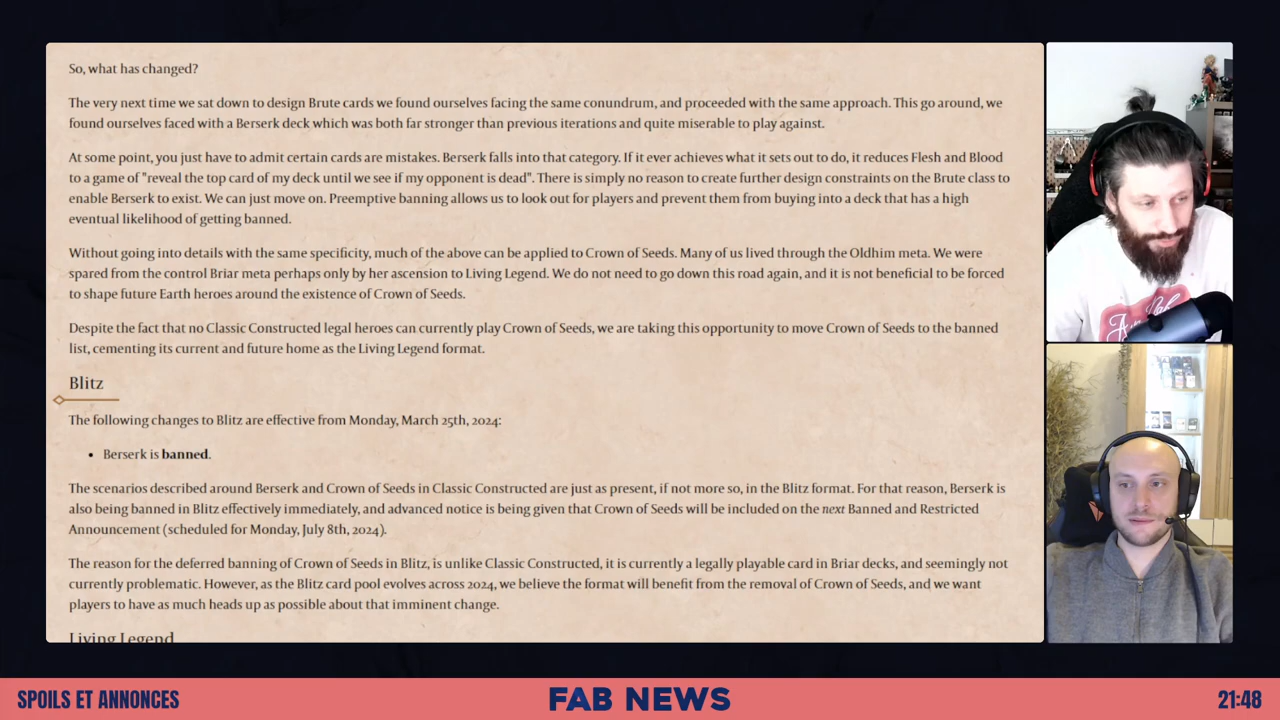 So, what has changed?
The very next time we sat down to design Brute cards we found ourselves facing the same conundrum, and proceeded with the same approach. This go around, we
found ourselves faced with a Berserk deck which was both far stronger than previous iterations and quite miserable to play against.
At some point, you just have to admit certain cards are mistakes. Berserk falls into that category. If it ever achieves what it sets out to do, it reduces Flesh and Blood
to a game of "reveal the top card of my deck until we see if my opponent is dead". There is simply no reason to create further design constraints on the Brute class to
enable Berserk to exist. We can just move on. Preemptive banning allows us to look out for players and prevent them from buying into a deck that has a high
eventual likelihood of getting banned.
Without going into details with the same specificity, much of the above can be applied to Crown of Seeds. Many of us lived through the Oldhim meta. We were
spared from the control Briar meta perhaps only by her ascension to Living Legend. We do not need to go down this road again, and it is not beneficial to be forced
to shape future Earth heroes around the existence of Crown of Seeds.
Despite the fact that no Classic Constructed legal heroes can currently play Crown of Seeds, we are taking this opportunity to move Crown of Seeds to the banned
list, cementing its current and future home as the Living Legend format.
Blitz
The following changes to Blitz are effective from Monday, March 25th, 2024:
• Berserk is banned.
The scenarios described around Berserk and Crown of Seeds in Classic Constructed are just as present, if not more so, in the Blitz format. For that reason, Berserk is
also being banned in Blitz effectively immediately, and advanced notice is being given that Crown of Seeds will be included on the next Banned and Restricted
Announcement (scheduled for Monday, July 8th, 2024).
The reason for the deferred banning of Crown of Seeds in Blitz, is unlike Classic Constructed, it is currently a legally playable card in Briar decks, and seemingly not
currently problematic. However, as the Blitz card pool evolves across 2024, we believe the format will benefit from the removal of Crown of Seeds, and we want
players to have as much heads up as possible about that imminent change.
Living Legend
SPOILS ET ANNONCES
FAB NEWS
21:48